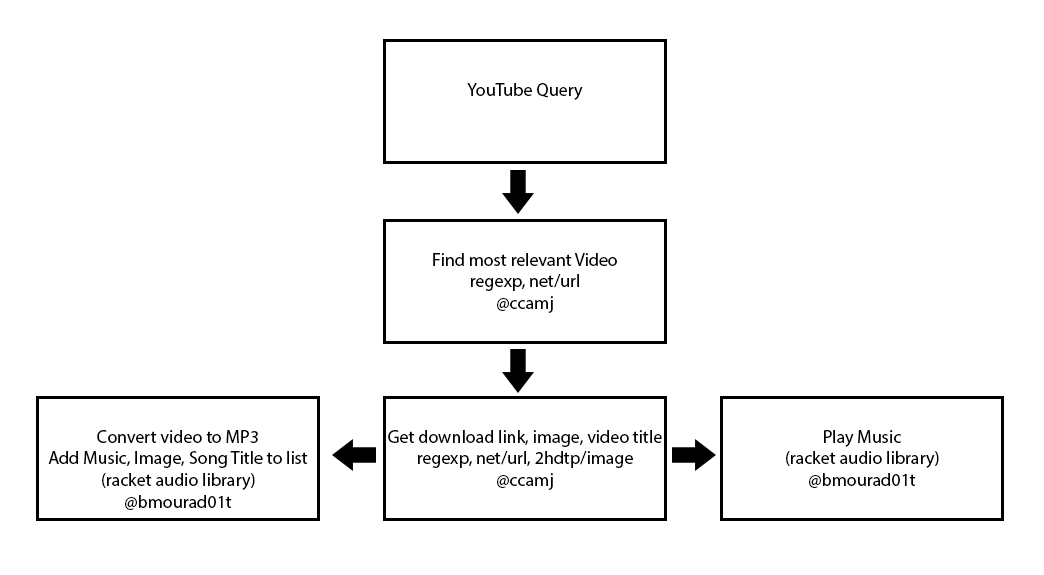 YouTube Query
Find most relevant Video
regexp, net/url
@ccamj
Convert video to MP3
Add Music, Image, Song Title to list
(racket audio library)
@bmourad01t
Get download link, image, video title
regexp, net/url, 2hdtp/image
@ccamj
Play Music
(racket audio library)
@bmourad01t